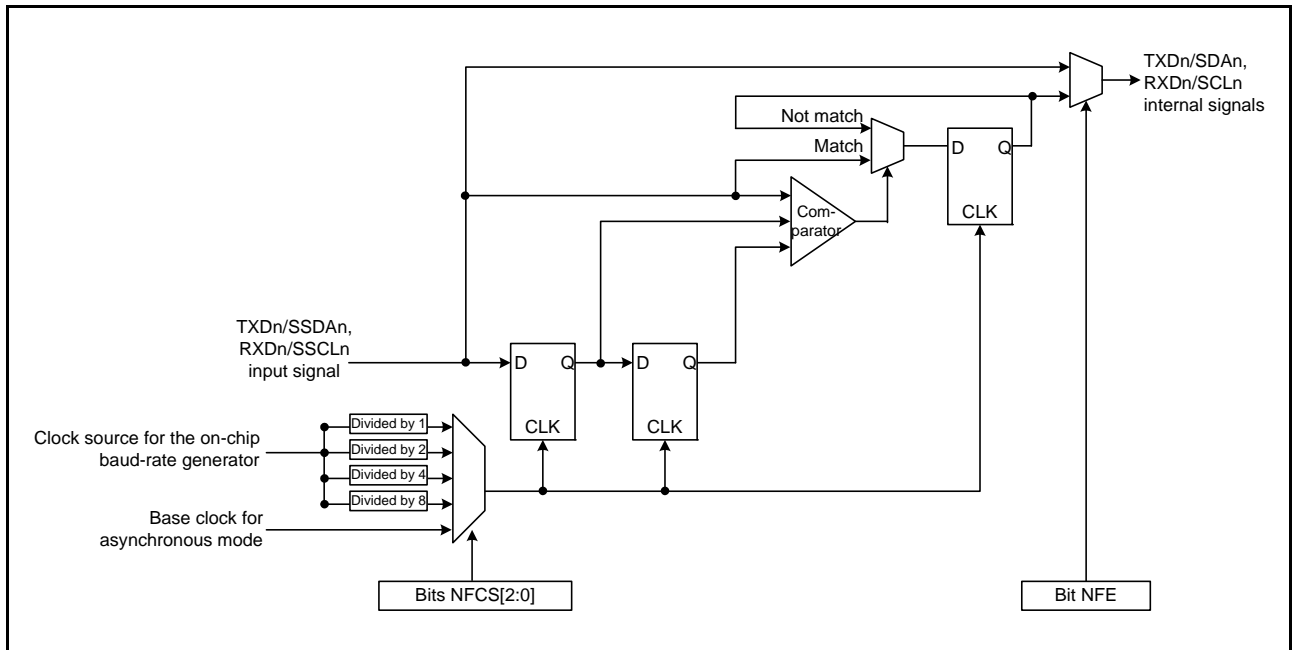 TXDn/SDAn,
RXDn/SCLn
internal signals
Not match
Match
D
Q
CLK
Com-
parator
TXDn/SSDAn,
RXDn/SSCLn
input signal
D
Q
CLK
D
Q
CLK
Clock source for the on-chip
baud-rate generator
Divided by 1
Divided by 2
Divided by 4
Divided by 8
Base clock for
asynchronous mode
Bits NFCS[2:0]
Bit NFE